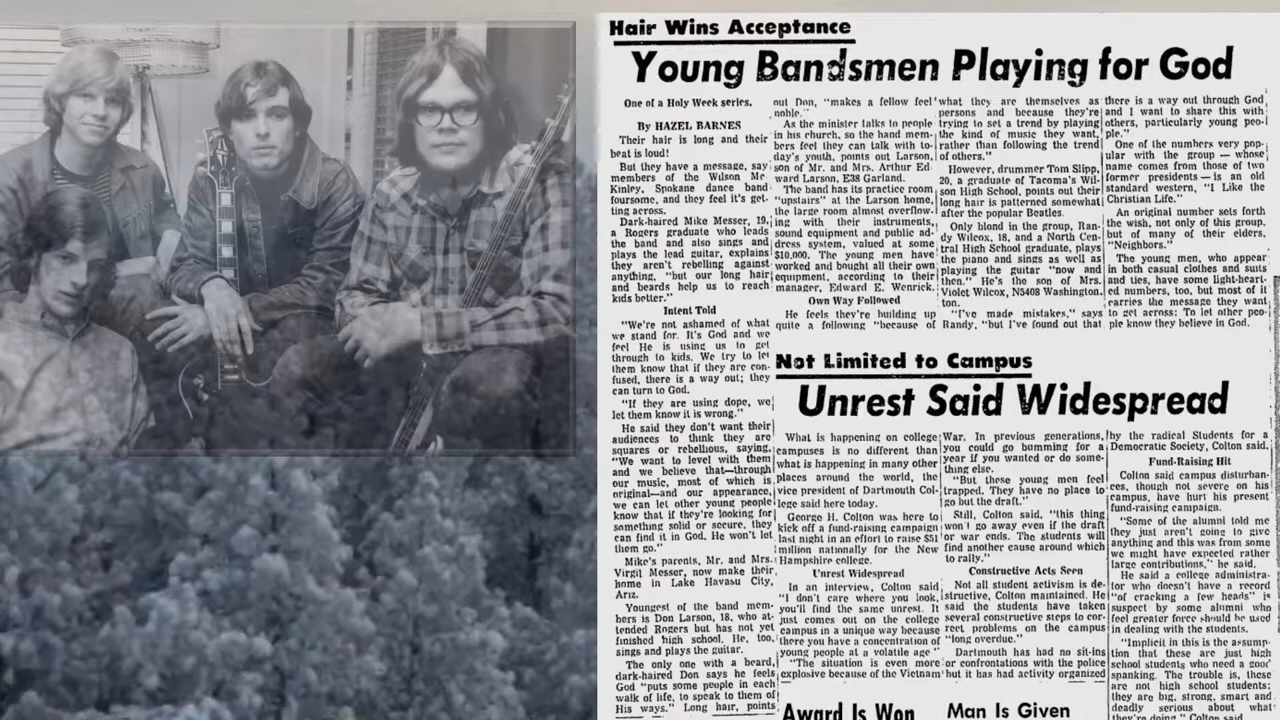 Hair Wins Acceptance
Young Bandsmen Playing for God
One of a Holy Week series.
By HAZEL BARNES
Their hair is long and their
beat is loud!
But they have a message, say
members of the Wilson Mc
Kinley, Spokane dance band
foursome, and they feel it's get-
ting across.
Dark-haired Mike Messer, 19,
a Rogers graduate who leads
the band and also sings and
plays the lead guitar, explains
they aren't rebelling against
anything, "but our long hair
and beards help us to reach
kids better."
Intent Told
"We're not ashamed of what
we stand for. It's God and we
feel He is using us to get
through to kids. We try to let
them know that if they are con-
fused, there is a way out; they
can turn to God.
"If they are using dope, we
let them know it is wrong."
He said they don't want their
audiences to think they are
squares or rebellious, saying,
"We want to level with them
and we believe that—through
our music, most of which is
original—and our appearance,
we can let other young people
know that if they're looking for
something solid or secure, they
can find it in God. He won't let
them go."
Mike's parents, Mr. and Mrs.
Virgil Messer, now make their
home in Lake Havasu City,
Ariz.
Youngest of the band mem-
bers is Don Larson, 18, who at-
tended Rogers but has not yet
finished high school. He, too,
sings and plays the guitar.
The only one with a beard,
dark-haired Don says he feels
God "puts some people in each
walk of life, to speak to them of
His ways." Long hair, points
out Don, "makes a fellow feel
noble."
As the minister talks to people
in his church, so the band mem-
bers feel they can talk with to-
day's youth, points out Larson,
son of Mr. and Mrs. Arthur Ed-
ward Larson, E38 Garland.
The band has its practice room
"upstairs" at the Larson home,
the large room almost overflow-
ing with their instruments,
sound equipment and public ad-
dress system, valued at some
$10,000. The young men have
worked and bought all their own
equipment, according to their
manager, Edward E. Wenrick.
Own Way Followed
He feels they're building up
quite a following "because of
what they are themselves as
persons and because they're
trying to set a trend by playing
the kind of music they want,
rather than following the trend
of others."
However, drummer Tom Slipp,
20, a graduate of Tacoma's Wil-
son High School, points out their
long hair is patterned somewhat
after the popular Beatles.
Only blond in the group, Ran-
dy Wilcox, 18, and a North Cen-
tral High School graduate, plays
the piano and sings as well as
playing the guitar "now and
then." He's the son of Mrs.
Violet Wilcox, N5408 Washington.
ton.
"I've made mistakes," says
Randy, "but I've found out that
there is a way out through God
and I want to share this with
others, particularly young peo-
ple."
One of the numbers very pop-
ular with the group — whose
name comes from those of two
former presidents — is an old
standard western, "I Like the
Christian Life."
An original number sets forth
the wish, not only of this group,
but of many of their elders,
"Neighbors."
The young men, who appear
in both casual clothes and suits
and ties, have some light-heart-
ed numbers, too, but most of it
carries the message they want
to get across: To let other peo-
ple know they believe in God.
Not Limited to Campus
Unrest Said Widespread
What is happening on college
campuses is no different than
what is happening in many other
places around the world, the
vice president of Dartmouth Col-
lege said here today.
George H. Colton was here to
kick off a fund-raising campaign
last night in an effort to raise $51
million nationally for the New
Hampshire college.
Unrest Widespread
In an interview, Colton said
"I don't care where you look,
you'll find the same unrest. It
just comes out on the college
campus in a unique way because
there you have a concentration of
young people at a volatile age"
"The situation is even more
explosive because of the Vietnam
War. In previous generations,
you could go bumming for a
year if you wanted or do some-
thing else.
"But these young men feel
trapped. They have no place to
go but the draft."
Still, Colton said, "this thing
won't go away even if the draft
or war ends. The students will
find another cause around which
to rally."
Constructive Acts Seen
Not all student activism is de-
structive, Colton maintained. He
said the students have taken
several constructive steps to cor-
rect problems on the campus
"long overdue."
Dartmouth has had no sit-ins
or confrontations with the police
but it has had activity organized
by the radical Students for a
Democratic Society, Colton said.
Fund-Raising Hit
Colton said campus disturban-
ces, though not severe on his
campus, have hurt his present
fund-raising campaign.
"Some of the alumni told me
they just aren't going to give
anything and this was from some
we might have expected rather
large contributions," he said.
He said a college administra-
tor who doesn't have a record
"of cracking a few heads" is
suspect by some alumni who
feel greater force should be used
in dealing with the students.
"Implicit in this is the assump-
tion that these are just high
school students who need a good
spanking. The trouble is, these
are not high school students;
they are big, strong, smart and
deadly serious about what
they're doing," Colton said.
Award Is Won
Man Is Given